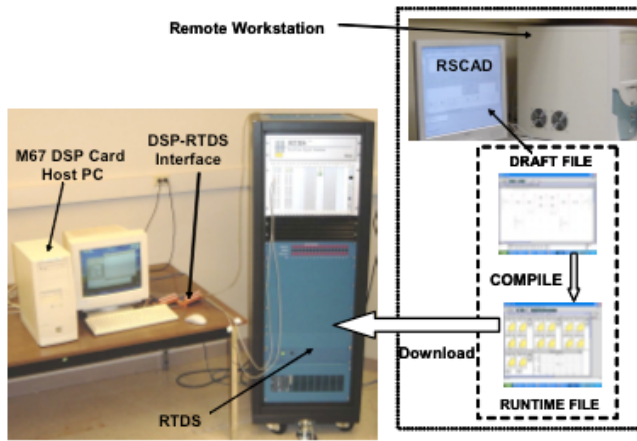 Remote Workstation
RSCAD
DSP-RTDS
Interface
M67 DSP Card
Host PC
DRAFT FILE
COMPILE
Download
RTDS
RUNTIME FILE